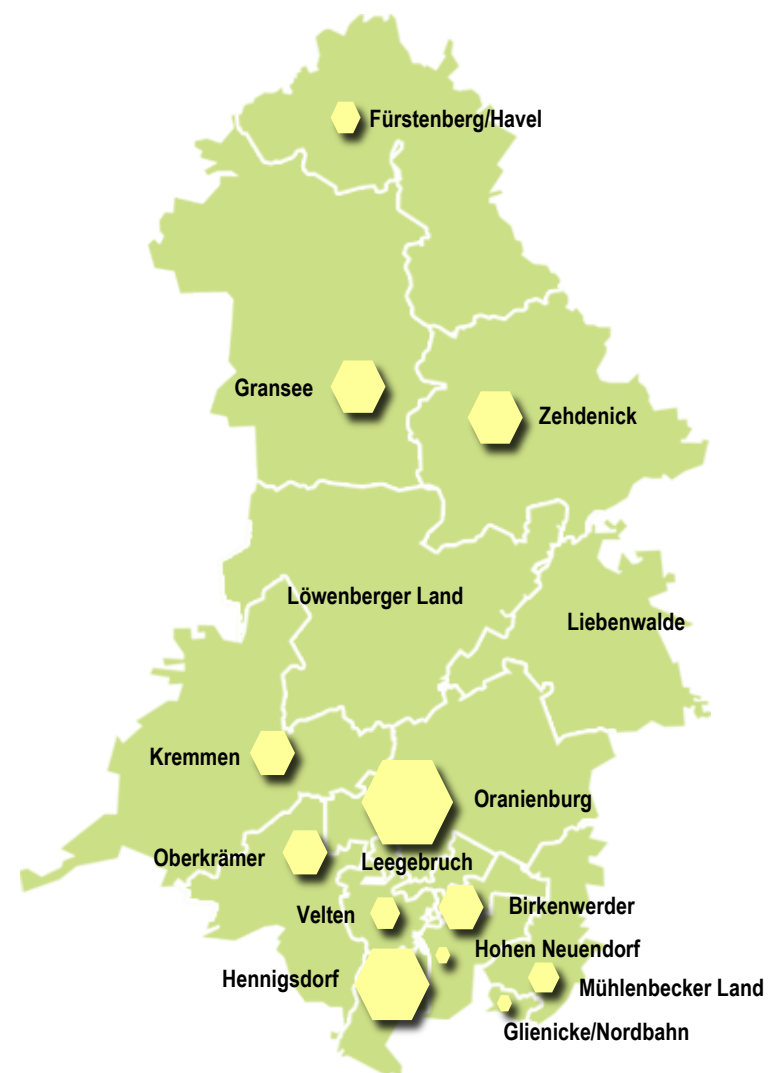 Fürstenberg/Havel
Gransee
Zehdenick
Löwenberger Land
Liebenwalde
Kremmen
Oranienburg
Oberkrämer
Leegebruch
Velten
Birkenwerder
Hohen Neuendorf
Hennigsdorf
Mühlenbecker Land
Glienicke/Nordbahn